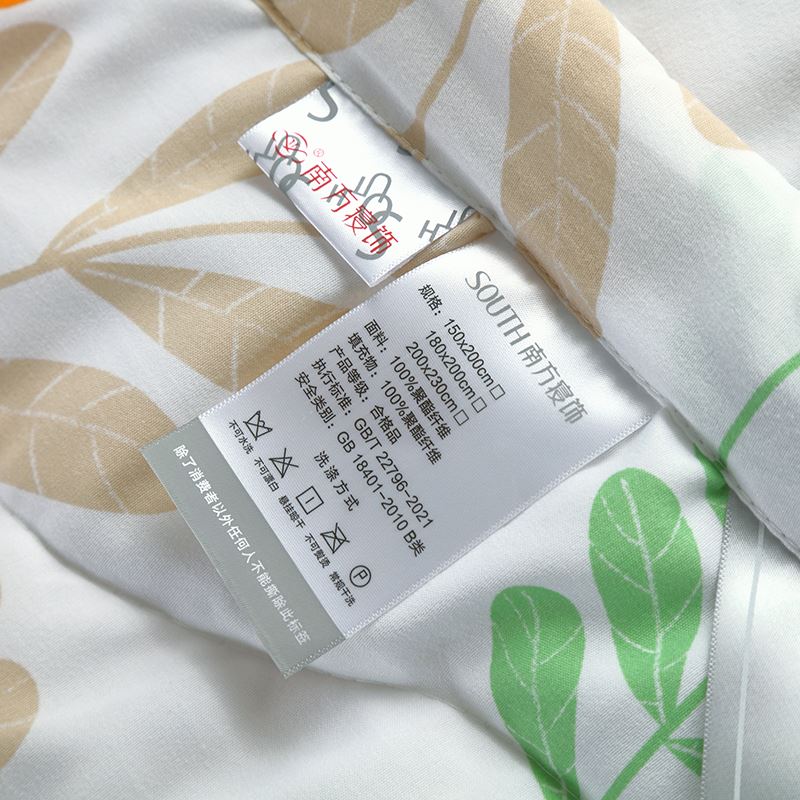 南方寝饰
SOUTH 南方寝饰
规格：150x200cm□
180x200cm□
200x230cm□
面料：100%聚酯纤维
填充物：100%聚酯纤维
产品等级：合格品
执行标准：GB/T 22796-2021
安全类别：GB 18401-2010 B类
洗涤方式
不可水洗 不可漂白 悬挂晾干 不可熨烫 常规干洗
P
除了消费者以外任何人不能撕除此标签